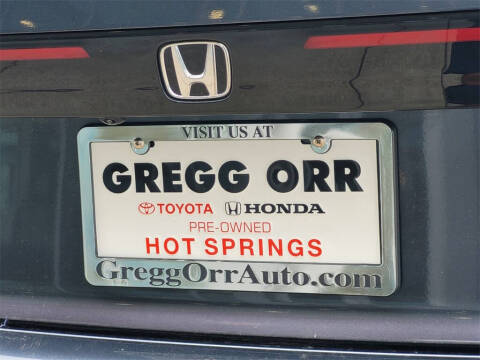 VISIT US AT
GREGG ORR
TOYOTA HONDA
PRE-OWNED
HOT SPRINGS
GreggOrrAuto.com